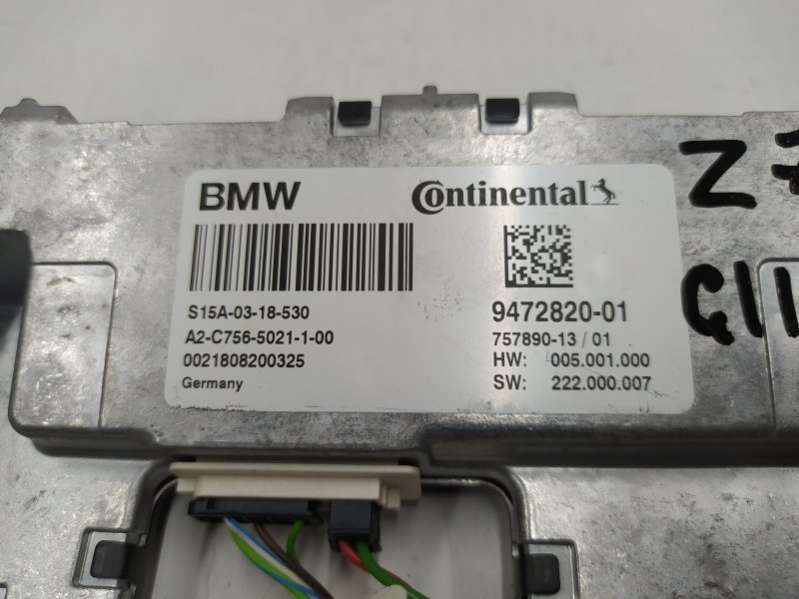 BMW
Continental
S15A-03-18-530
A2-C756-5021-1-00
0021808200325
Germany
9472820-01
757890-13 / 01
HW: 005.001.000
SW: 222.000.007
Z
G11